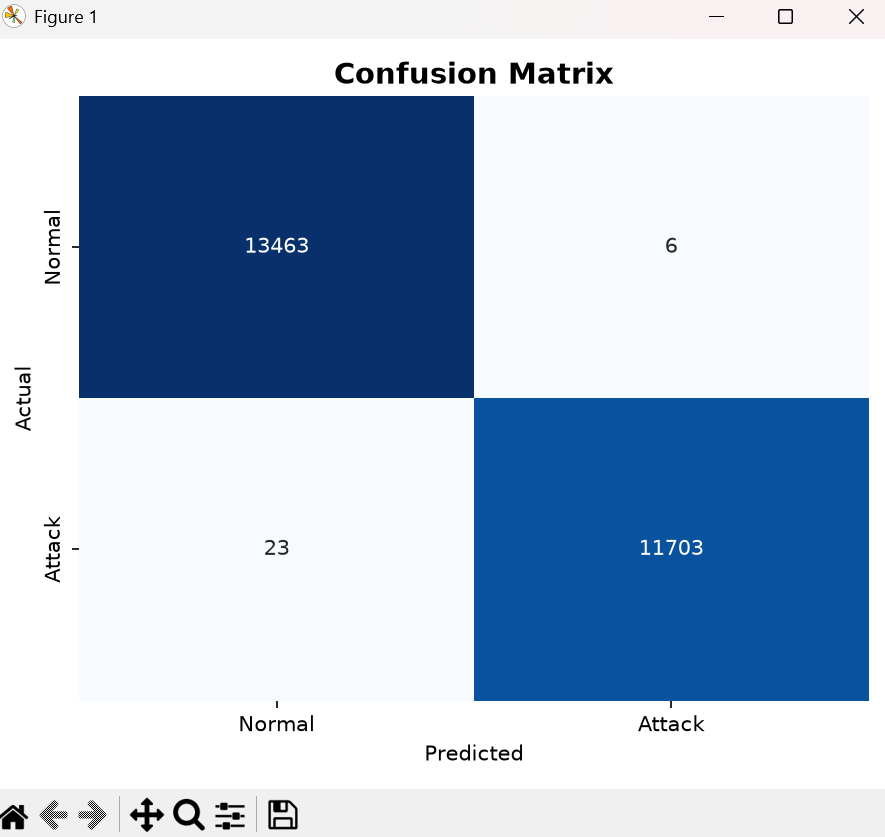 Figure 1
Confusion Matrix
Normal
13463
6
Actual
Attack
23
11703
Normal
Attack
Predicted